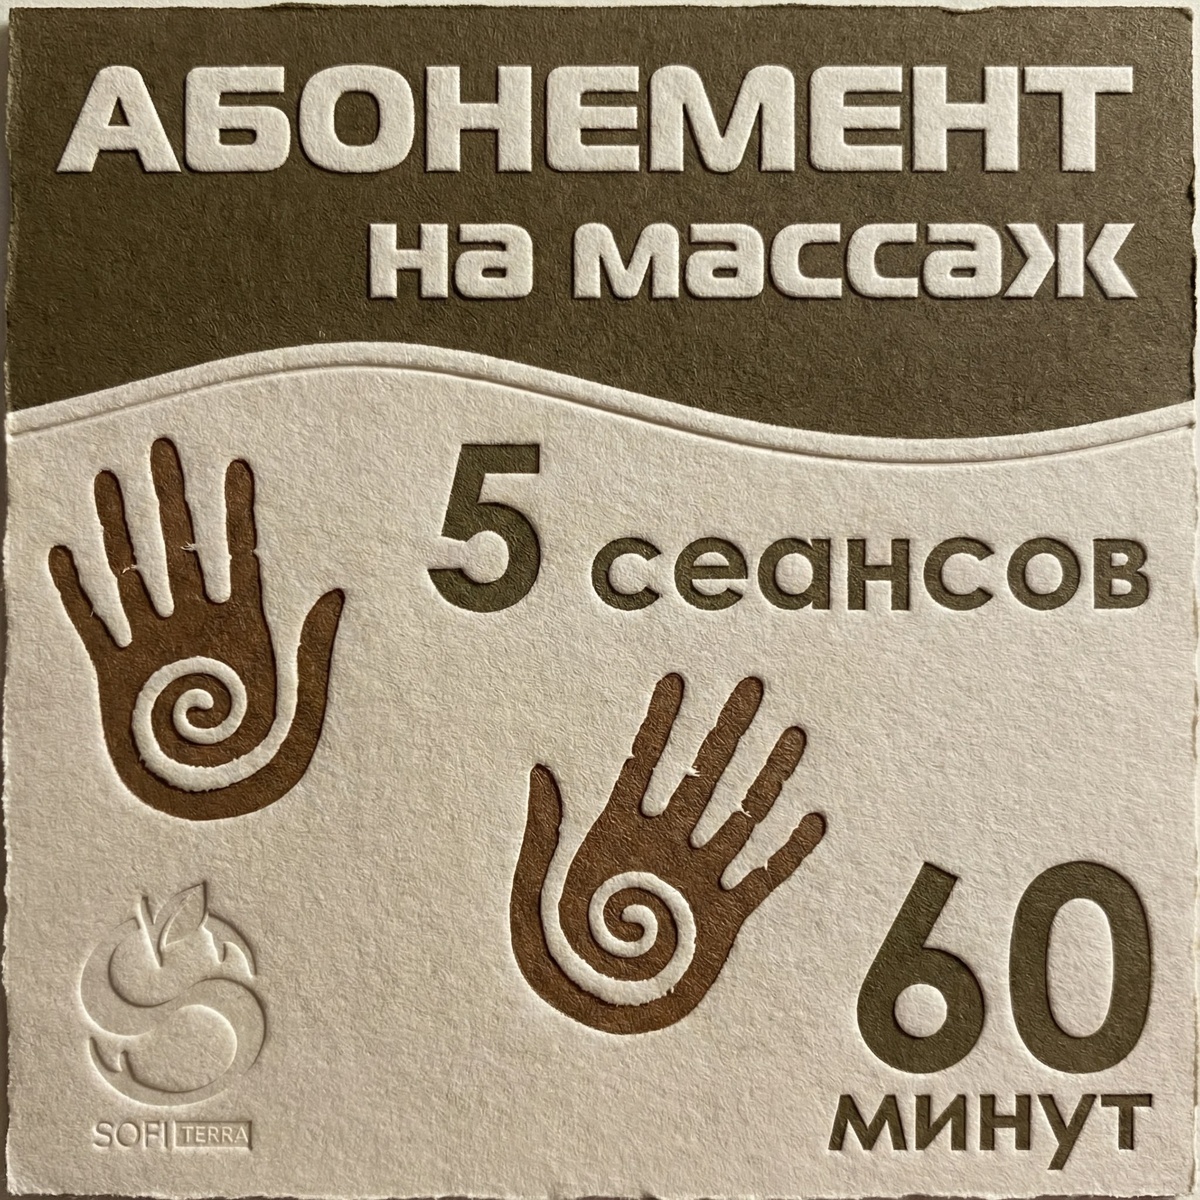 АБОНЕМЕНТ
на массаж
5 сеансов
60
минут
SOFI TERRA